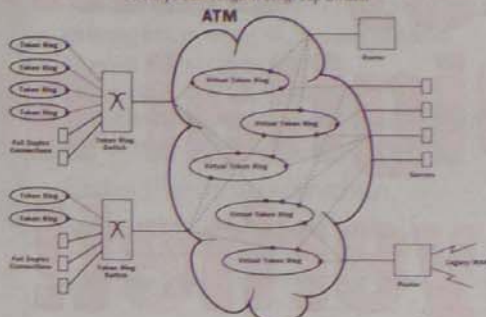 ATM
Token Ring
Token Ring
Token Ring
Token Ring
Full Duplex
Connections
Token Ring
Switch
Token Ring
Token Ring
Full Duplex
Connections
Token Ring
Switch
Virtual Token Ring
Virtual Token Ring
Virtual Token Ring
Virtual Token Ring
Virtual Token Ring
Router
Servers
Router
Legacy WAN